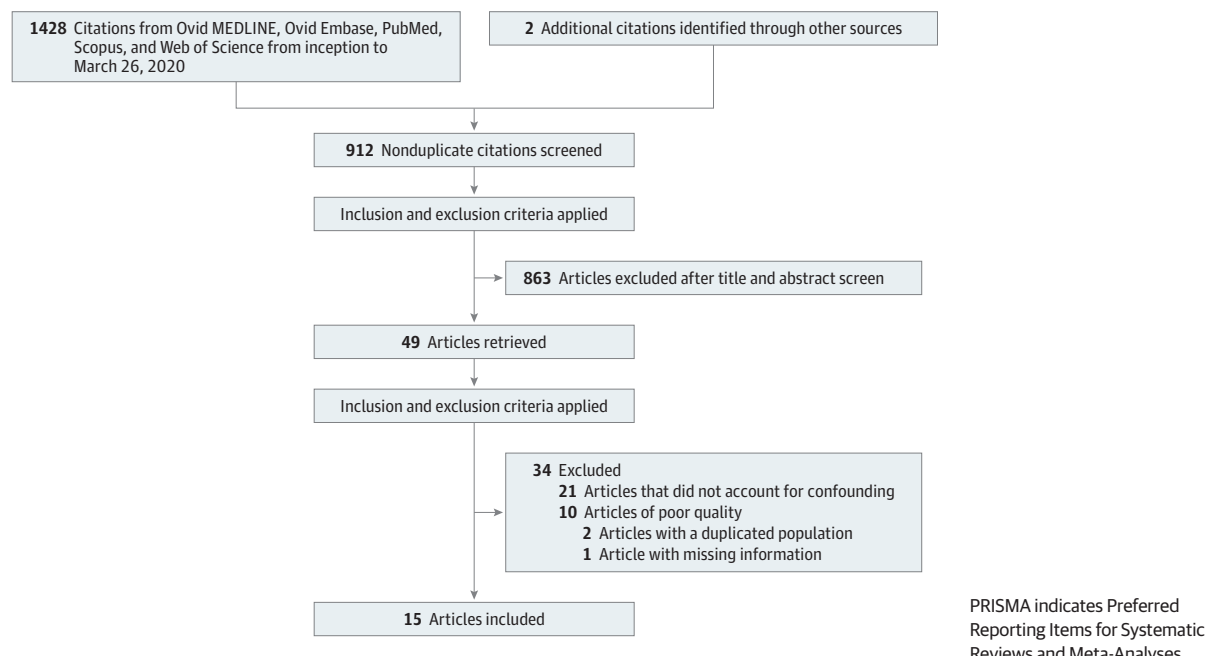 1428 Citations from Ovid MEDLINE, Ovid Embase, PubMed,
Scopus, and Web of Science from inception to
March 26, 2020
2 Additional citations identified through other sources
912 Nonduplicate citations screened
Inclusion and exclusion criteria applied
863 Articles excluded after title and abstract screen
49 Articles retrieved
Inclusion and exclusion criteria applied
34 Excluded
21 Articles that did not account for confounding
10 Articles of poor quality
2 Articles with a duplicated population
1 Article with missing information
15 Articles included
PRISMA indicates Preferred
Reporting Items for Systematic
Reviews and Meta-Analyses